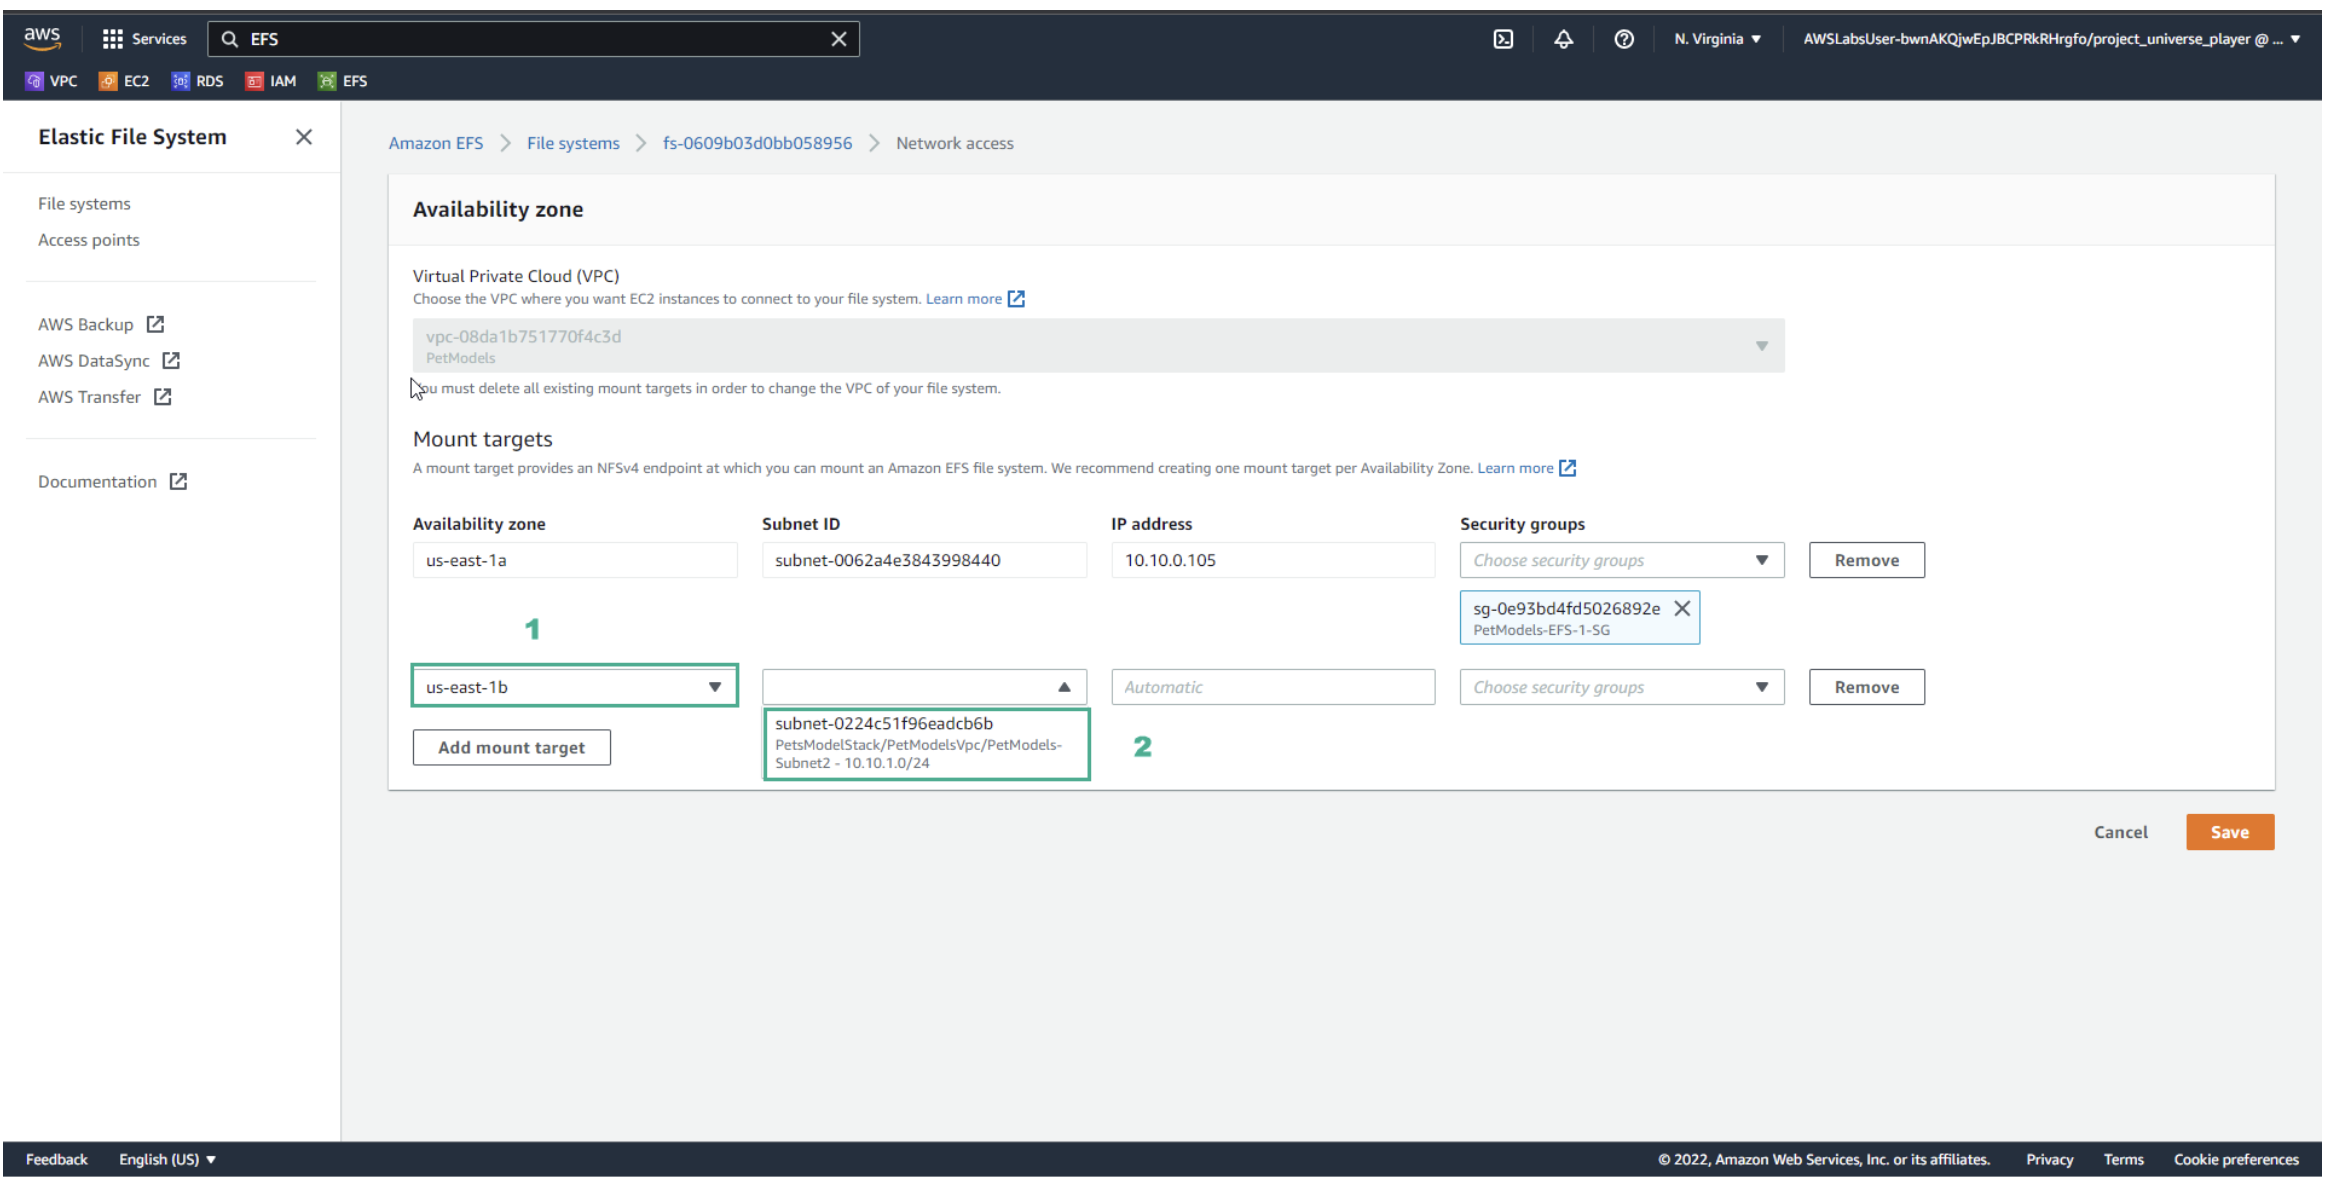 aws
Services
EFS
N. Virginia
AWSLabsUser-bwnAKQjwEpJBCPRkRHrgfo/project_universe_player @ ...
VPC
EC2
RDS
IAM
EFS
Elastic File System
File systems
Access points
AWS Backup
AWS DataSync
AWS Transfer
Documentation
Amazon EFS
File systems
fs-0609b03d0bb058956
Network access
Availability zone
Virtual Private Cloud (VPC)
Choose the VPC where you want EC2 instances to connect to your file system. Learn more
vpc-08da1b751770f4c3d
PetModels
You must delete all existing mount targets in order to change the VPC of your file system.
Mount targets
A mount target provides an NFSv4 endpoint at which you can mount an Amazon EFS file system. We recommend creating one mount target per Availability Zone. Learn more
Availability zone
Subnet ID
IP address
Security groups
us-east-1a
subnet-0062a4e3843998440
10.10.0.105
Choose security groups
Remove
sg-0e93bd4fd5026892e
PetModels-EFS-1-SG
1
us-east-1b
Automatic
Choose security groups
Remove
subnet-0224c51f96eadcb6b
PetsModelStack/PetModelsVpc/PetModels-
Subnet2 - 10.10.1.0/24
2
Add mount target
Cancel
Save
Feedback
English (US)
© 2022, Amazon Web Services, Inc. or its affiliates.
Privacy
Terms
Cookie preferences